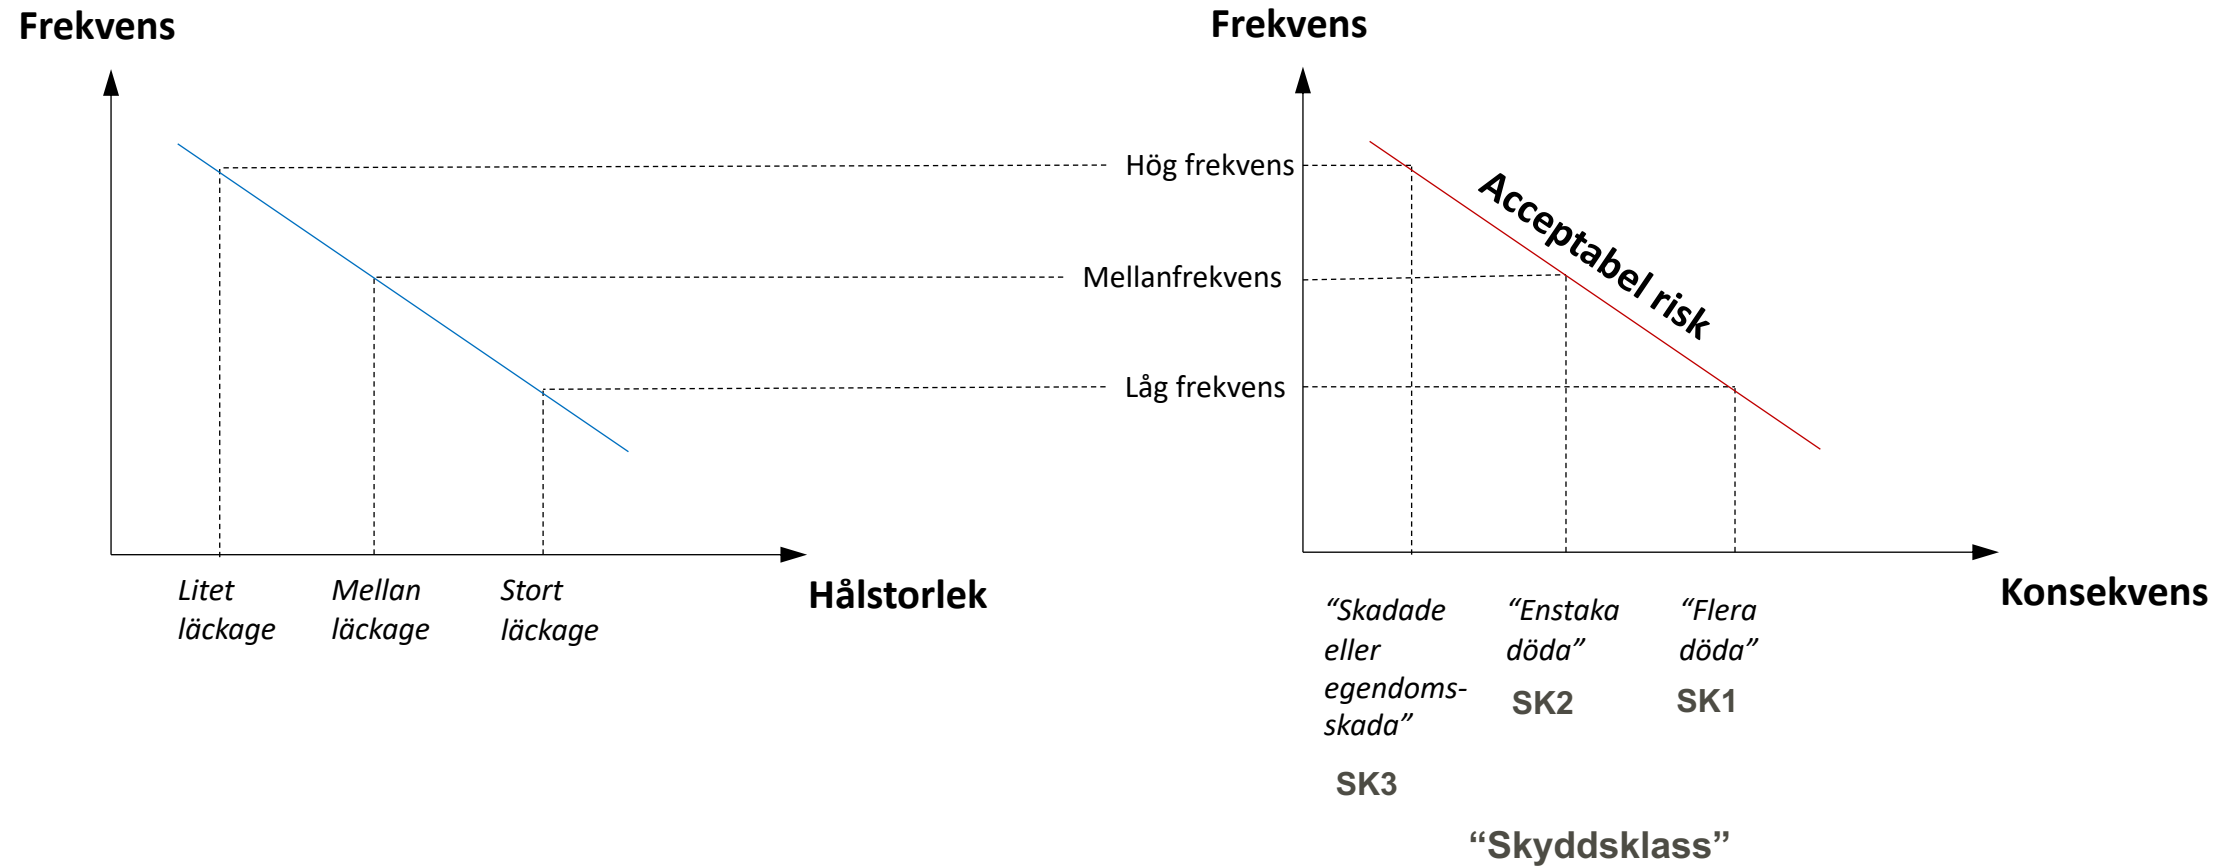 Frekvens
Hålstorlek
Litet
läckage
Mellan
läckage
Stort
läckage
Hög frekvens
Mellanfrekvens
Låg frekvens
Frekvens
Acceptabel risk
Konsekvens
“Skadade
eller
egendoms-
skada”
SK3
“Enstaka
döda”
SK2
“Flera
döda”
SK1
“Skyddsklass”